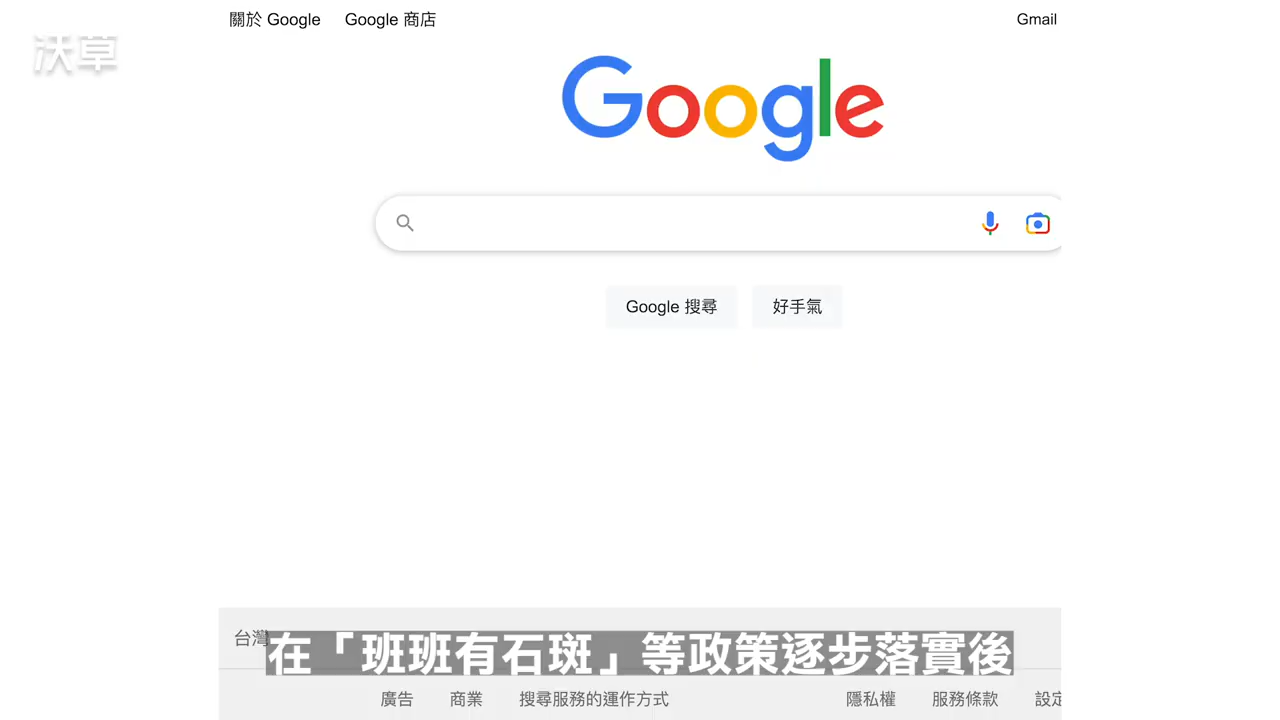 關於 Google Google 商店 Gmail
沃草
Google
Google 搜尋 好手氣
台灣
在「班班有石斑」等政策逐步落實後
廣告 商業 搜尋服務的運作方式 隱私權 服務條款 設定